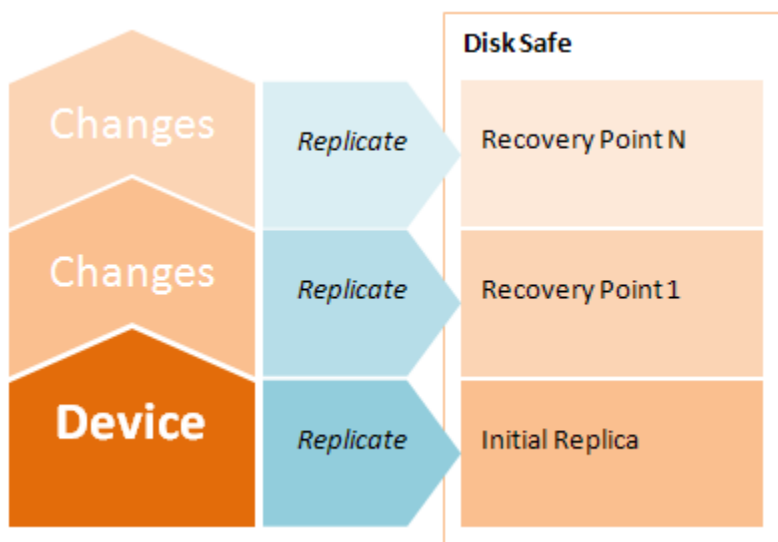 Disk Safe
Changes
Replicate
Recovery Point N
Changes
Replicate
Recovery Point 1
Device
Replicate
Initial Replica